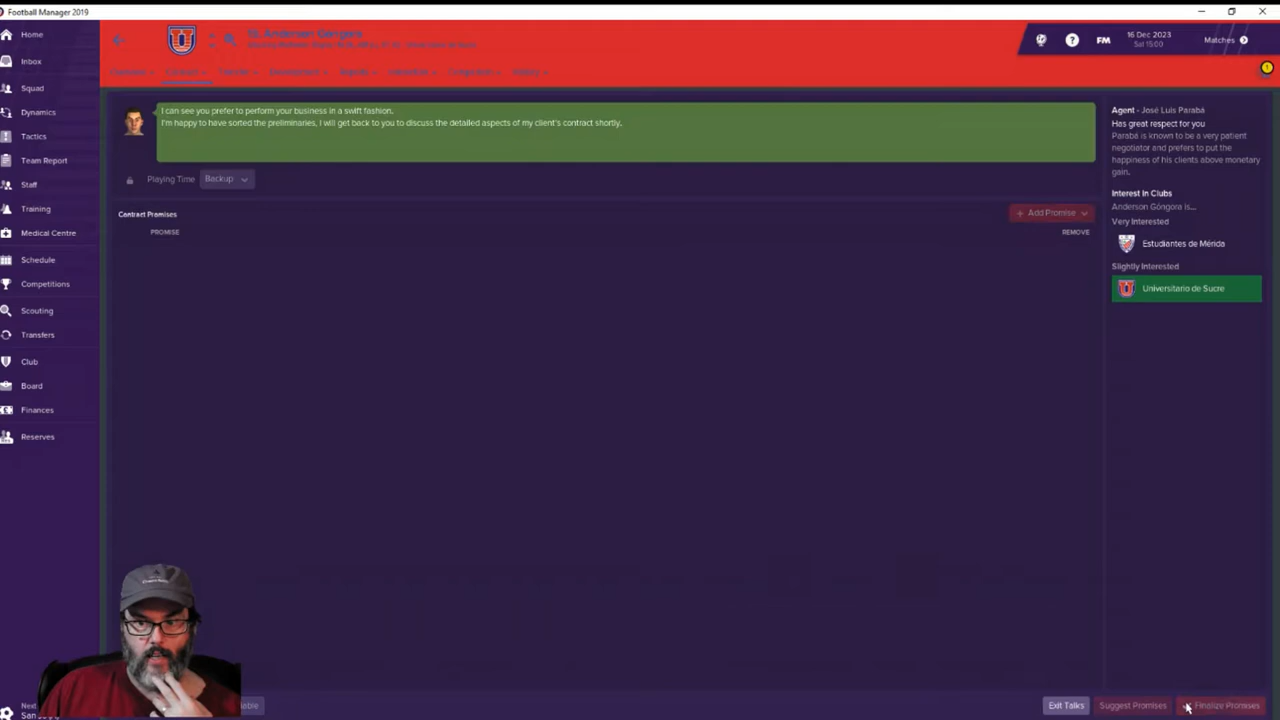 Football Manager 2019
Home
Inbox
Squad
Dynamics
Tactics
Team Report
Staff
Training
Medical Centre
Schedule
Competitions
Scouting
Transfers
Club
Board
Finances
Reserves
Next
Anderson Góngora
16 Dec 2023
Sat 15:00
FM
Matches
1
I can see you prefer to perform your business in a swift fashion.
I'm happy to have sorted the preliminaries, I will get back to you to discuss the detailed aspects of my client's contract shortly.
Playing Time Backup
Contract Promises
+ Add Promise
PROMISE REMOVE
Agent - José Luis Parabá
Has great respect for you
Parabá is known to be a very patient
negotiator and prefers to put the
happiness of his clients above monetary
gain.
Interest In Clubs
Anderson Góngora is...
Very Interested
Estudiantes de Mérida
Slightly Interested
Universitario de Sucre
Exit Talks Suggest Promises Finalize Promises